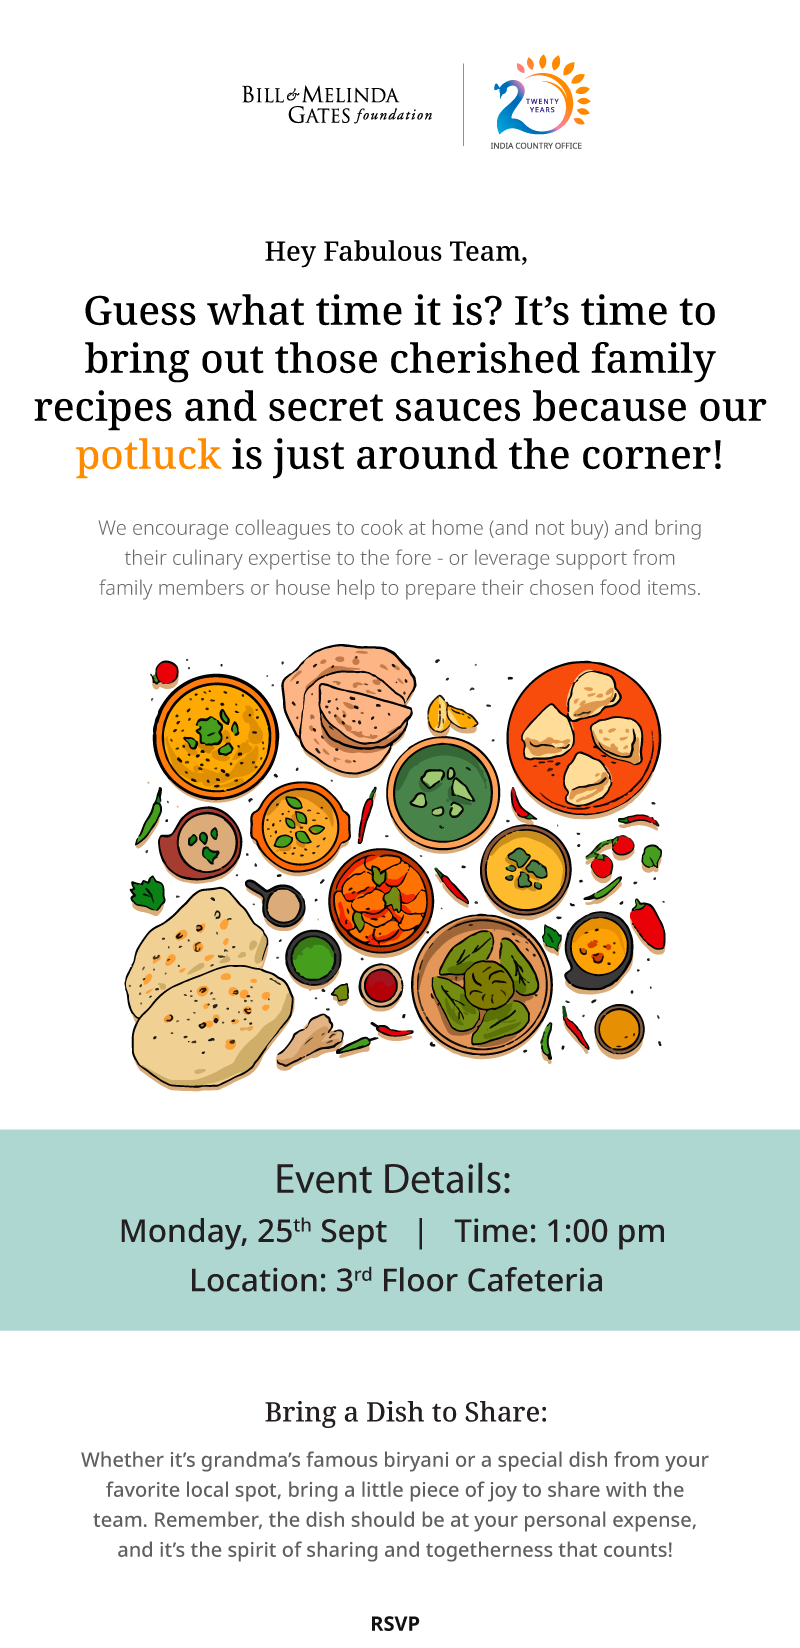 BILL & MELINDA
GATES foundation
2
TWENTY
YEARS
INDIA COUNTRY OFFICE
Hey Fabulous Team,
Guess what time it is? It’s time to
bring out those cherished family
recipes and secret sauces because our
potluck is just around the corner!
We encourage colleagues to cook at home (and not buy) and bring
their culinary expertise to the fore - or leverage support from
family members or house help to prepare their chosen food items.
Event Details:
Monday, 25th Sept | Time: 1:00 pm
Location: 3rd Floor Cafeteria
Bring a Dish to Share:
Whether it’s grandma’s famous biryani or a special dish from your
favorite local spot, bring a little piece of joy to share with the
team. Remember, the dish should be at your personal expense,
and it’s the spirit of sharing and togetherness that counts!
RSVP